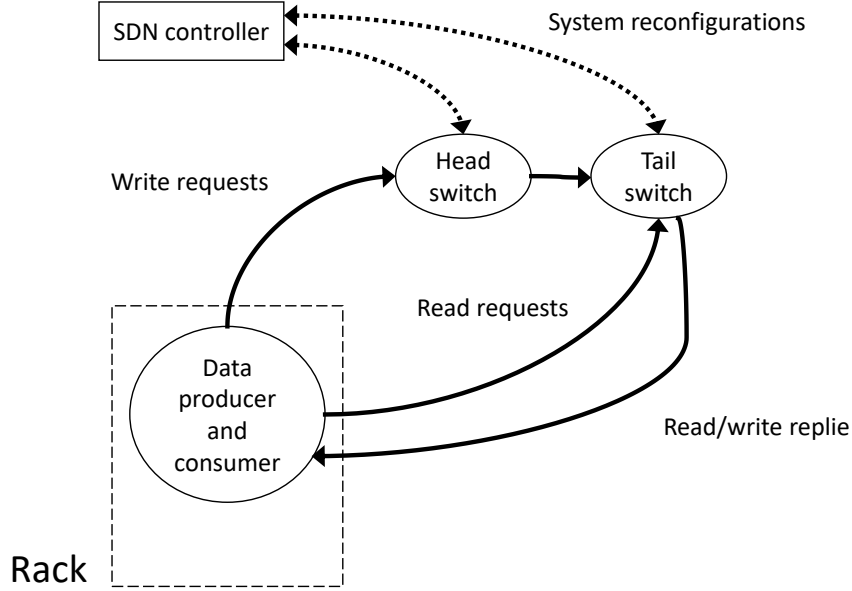 SDN controller
System reconfigurations
Head
switch
Tail
switch
Write requests
Read requests
Data
producer
and
consumer
Read/write replie
Rack